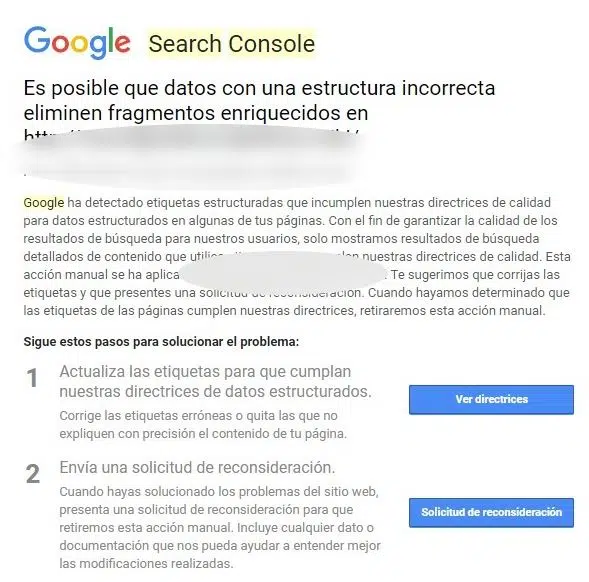 Google Search Console
Es posible que datos con una estructura incorrecta
eliminen fragmentos enriquecidos en
Google ha detectado etiquetas estructuradas que incumplen nuestras directrices de calidad
para datos estructurados en algunas de tus páginas. Con el fin de garantizar la calidad de los
resultados de búsqueda para nuestros usuarios, solo mostramos resultados de búsqueda
detallados de contenido que nuestras directrices de calidad. Esta
acción manual se ha . Te sugerimos que corrijas las
etiquetas y que presentes una solicitud de reconsideración. Cuando hayamos determinado que
las etiquetas de las páginas cumplen nuestras directrices, retiraremos esta acción manual.
Sigue estos pasos para solucionar el problema:
1 Actualiza las etiquetas para que cumplan
nuestras directrices de datos estructurados.
Corrige las etiquetas erróneas o quita las que no
expliquen con precisión el contenido de tu página.
Ver directrices
2 Envía una solicitud de reconsideración.
Cuando hayas solucionado los problemas del sitio web,
presenta una solicitud de reconsideración para que
retiremos esta acción manual. Incluye cualquier dato o
documentación que nos pueda ayudar a entender mejor
las modificaciones realizadas.
Solicitud de reconsideración